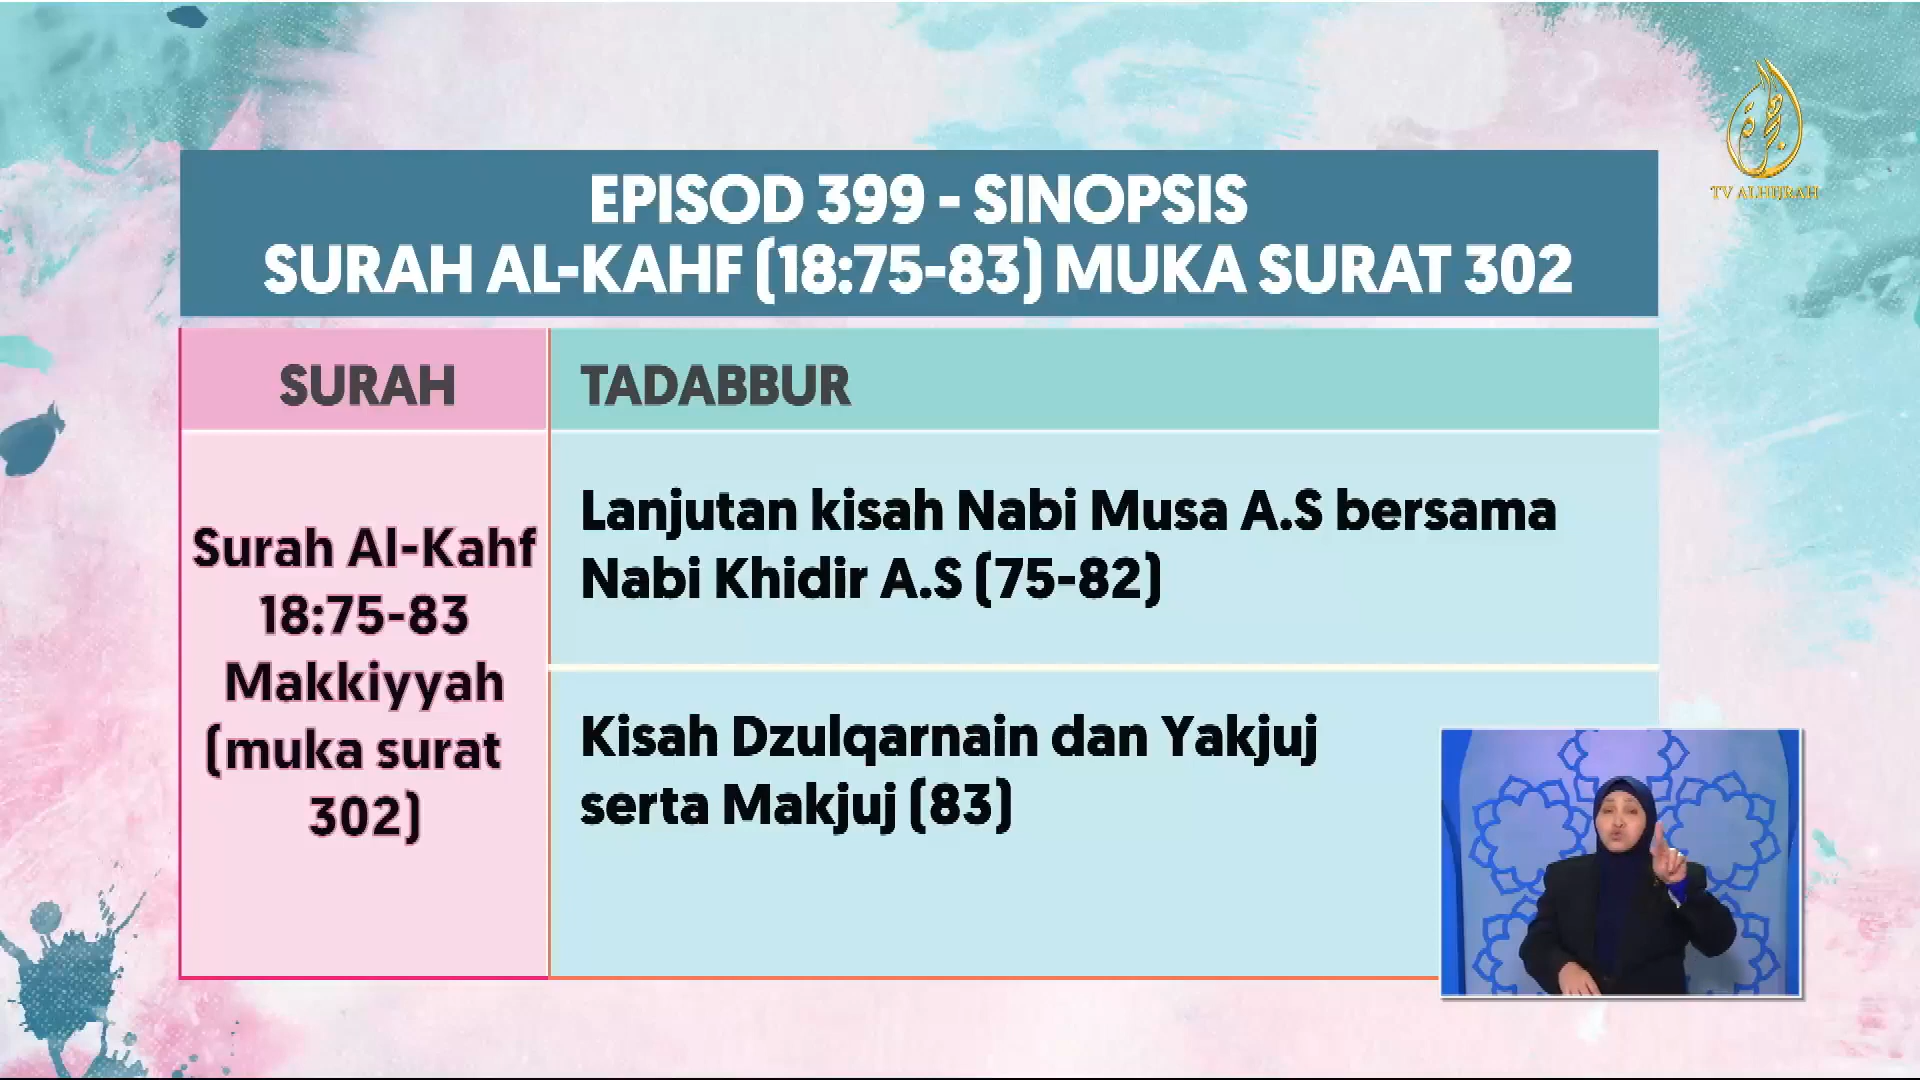 EPISOD 399 - SINOPSIS
SURAH AL-KAHF (18:75-83) MUKA SURAT 302
TV ALHIJRAH
SURAH
TADABBUR
Surah Al-Kahf
18:75-83
Makkiyyah
(muka surat
302)
Lanjutan kisah Nabi Musa A.S bersama
Nabi Khidir A.S (75-82)
Kisah Dzulqarnain dan Yakjuj
serta Makjuj (83)